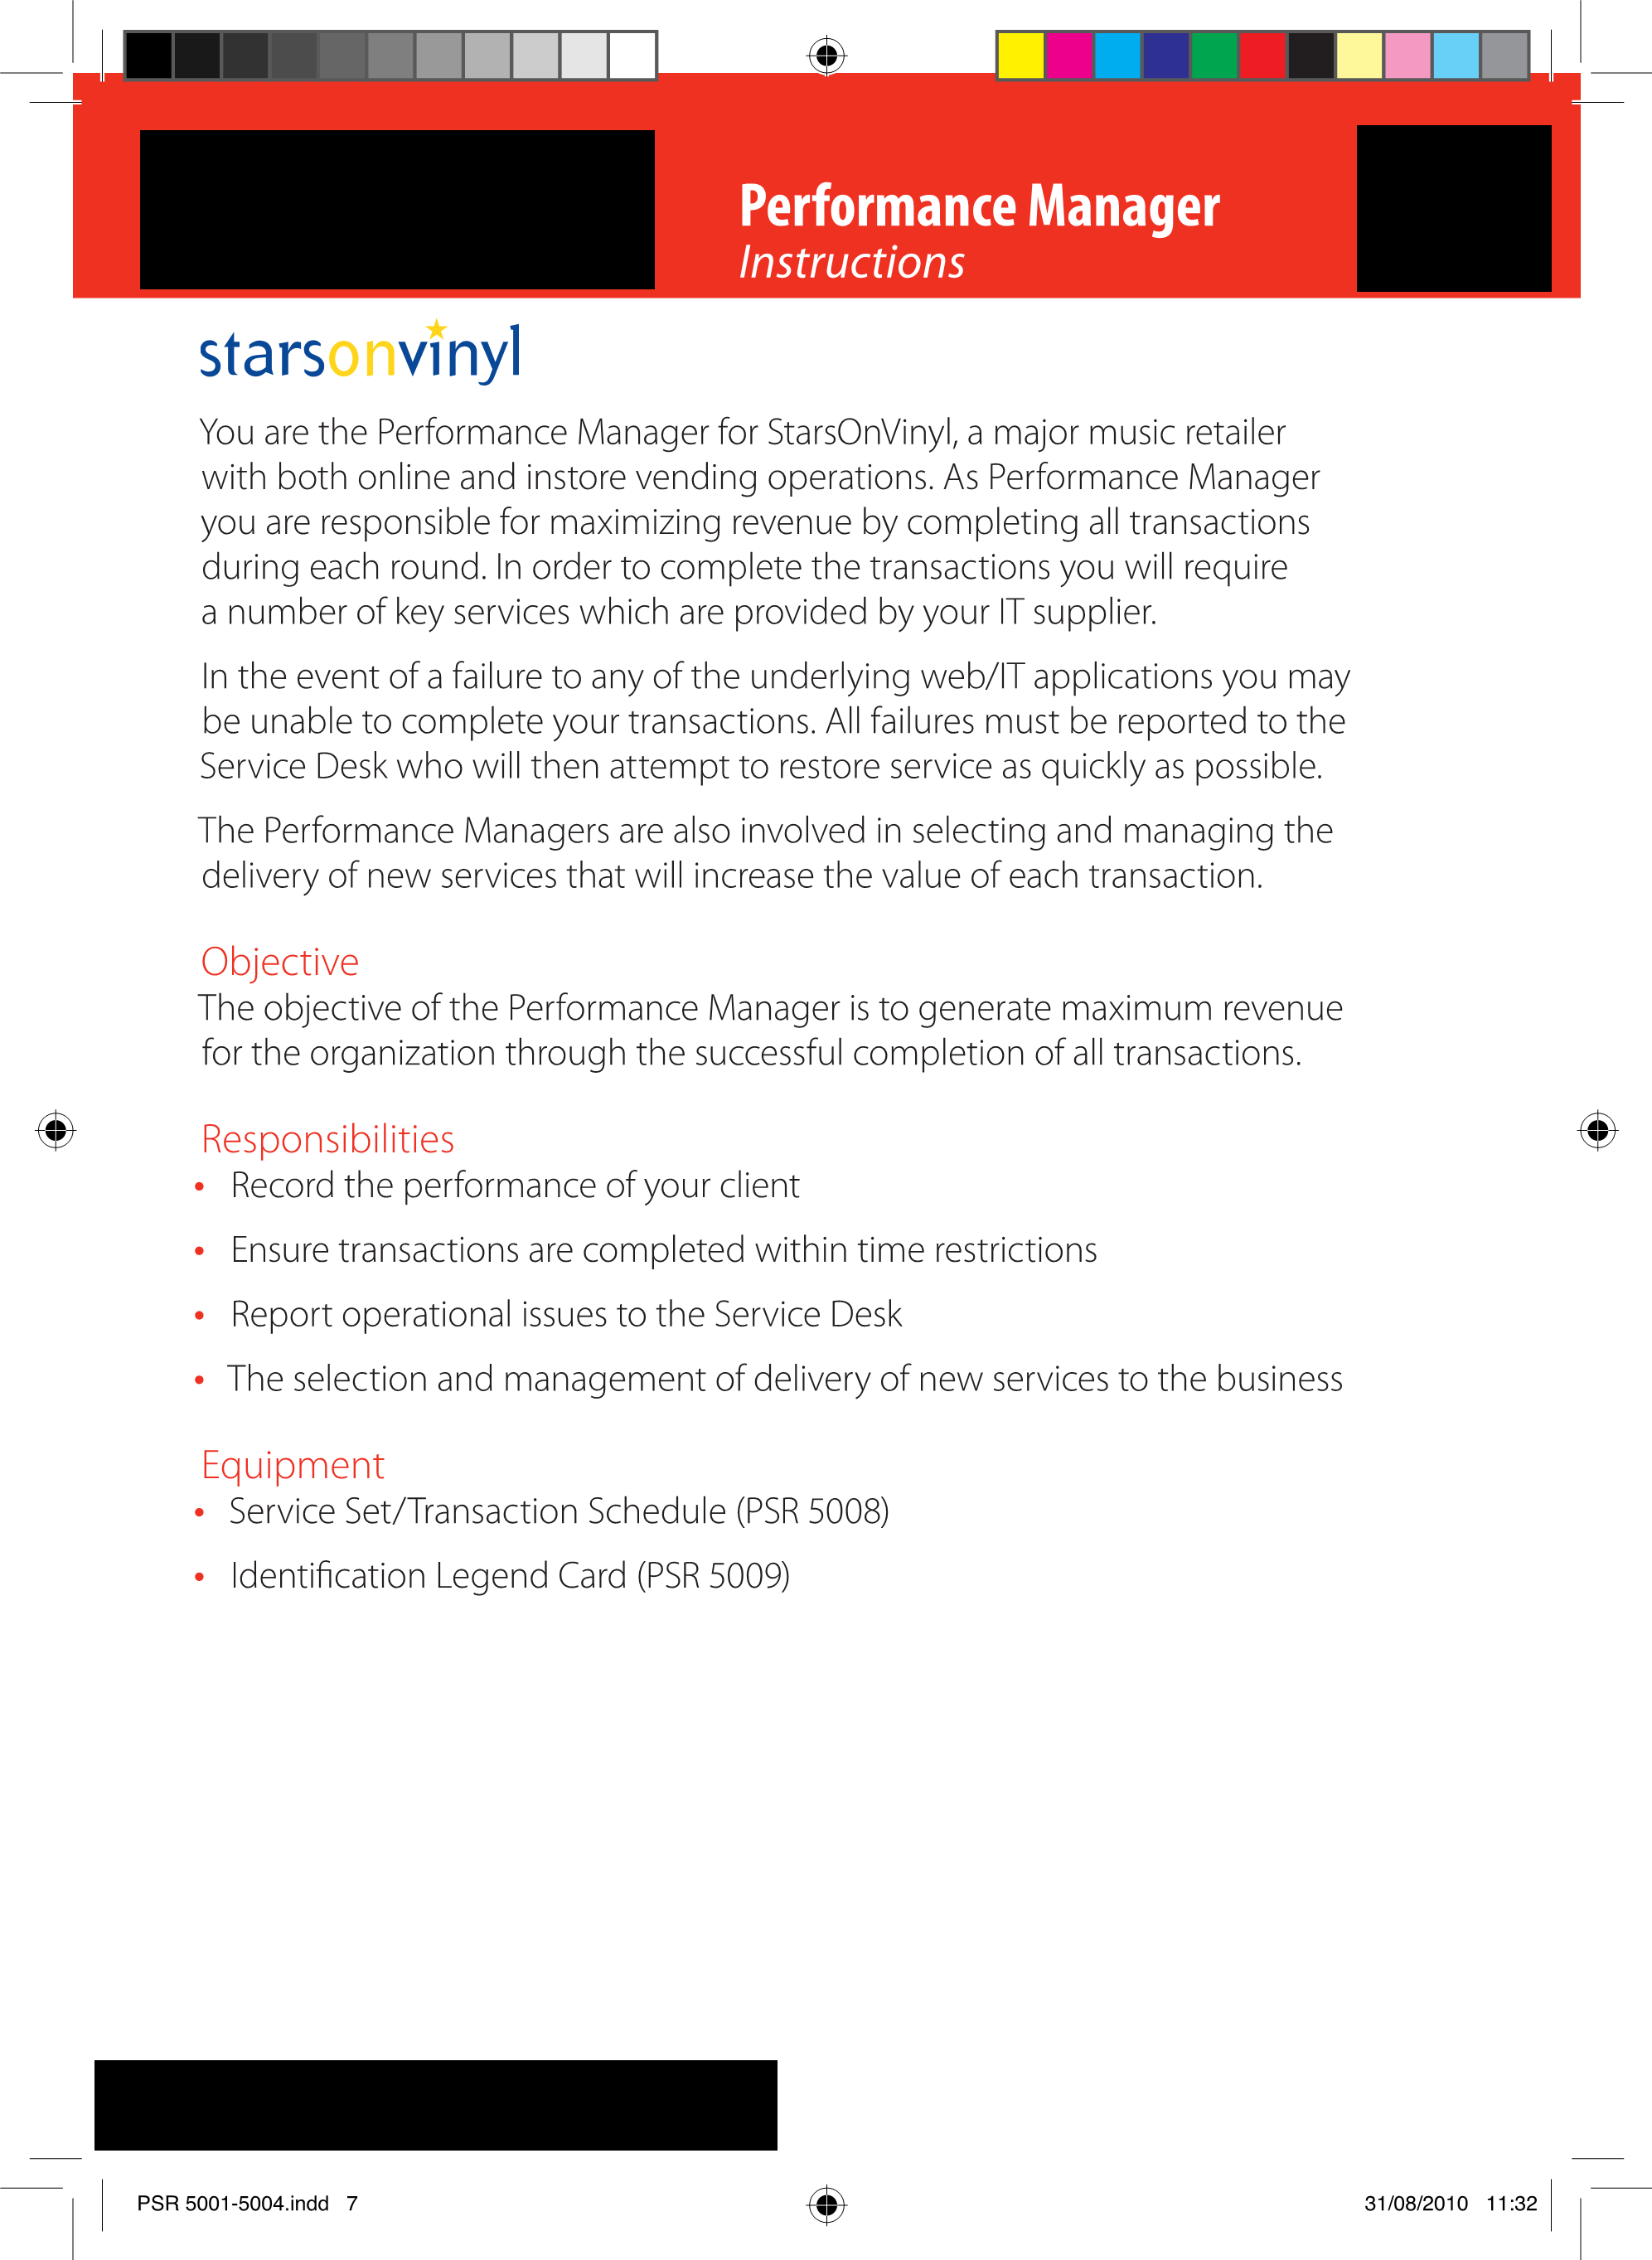 Performance Manager
Instructions
starsonvinyl
You are the Performance Manager for StarsOnVinyl, a major music retailer
with both online and instore vending operations. As Performance Manager
you are responsible for maximizing revenue by completing all transactions
during each round. In order to complete the transactions you will require
a number of key services which are provided by your IT supplier.
In the event of a failure to any of the underlying web/IT applications you may
be unable to complete your transactions. All failures must be reported to the
Service Desk who will then attempt to restore service as quickly as possible.
The Performance Managers are also involved in selecting and managing the
delivery of new services that will increase the value of each transaction.
Objective
The objective of the Performance Manager is to generate maximum revenue
for the organization through the successful completion of all transactions.
Responsibilities
• Record the performance of your client
• Ensure transactions are completed within time restrictions
• Report operational issues to the Service Desk
• The selection and management of delivery of new services to the business
Equipment
• Service Set/Transaction Schedule (PSR 5008)
• Identification Legend Card (PSR 5009)
PSR 5001-5004.indd 7
31/08/2010 11:32